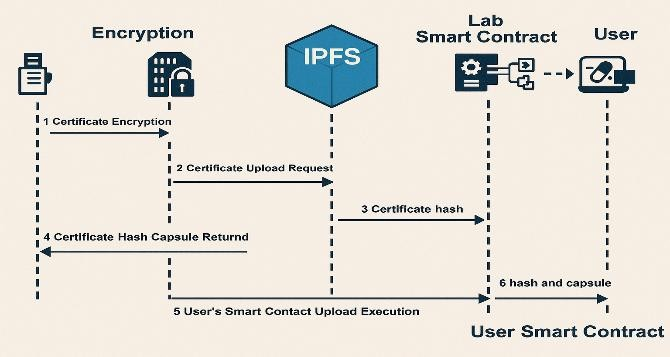 Encryption
IPFS
Lab
Smart Contract
User
1 Certificate Encryption
2 Certificate Upload Request
3 Certificate hash
4 Certificate Hash Capsule Returnd
6 hash and capsule
5 User's Smart Contact Upload Execution
User Smart Contract